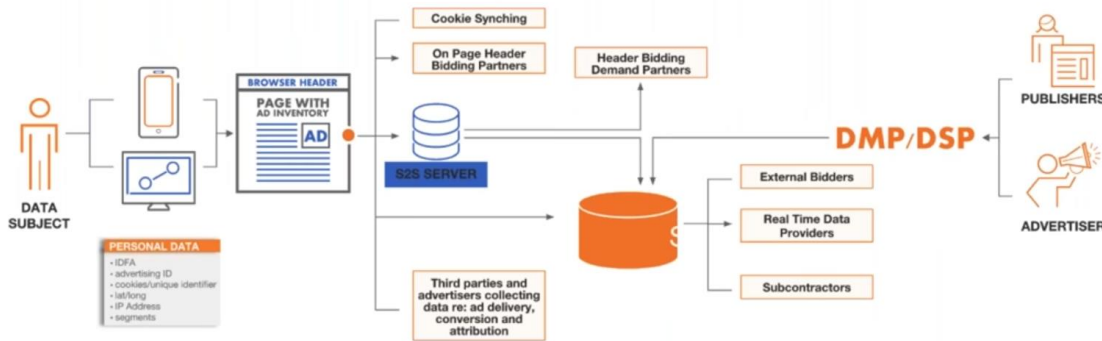 DATA
SUBJECT
PERSONAL DATA
- IDFA
- advertising ID
- cookies/unique identifier
- lat/long
- IP Address
- segments
BROWSER HEADER
PAGE WITH
AD INVENTORY
AD
Cookie Synching
On Page Header
Bidding Partners
S2S SERVER
Third parties and
advertisers collecting
data re: ad delivery,
conversion and
attribution
Header Bidding
Demand Partners
S
External Bidders
Real Time Data
Providers
Subcontractors
DMP/DSP
PUBLISHERS
ADVERTISER